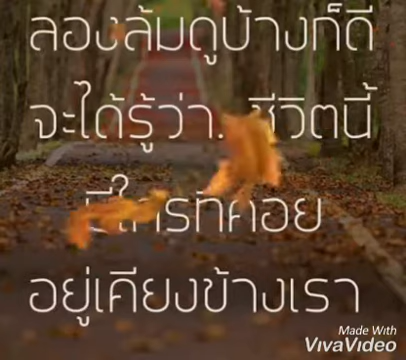 ลองล้มดูบ้างก็ดี
จะได้รู้ว่า. ชีวิตนี้
มีใครที่คอย
อยู่เคียงข้างเรา
Made With
VivaVideo